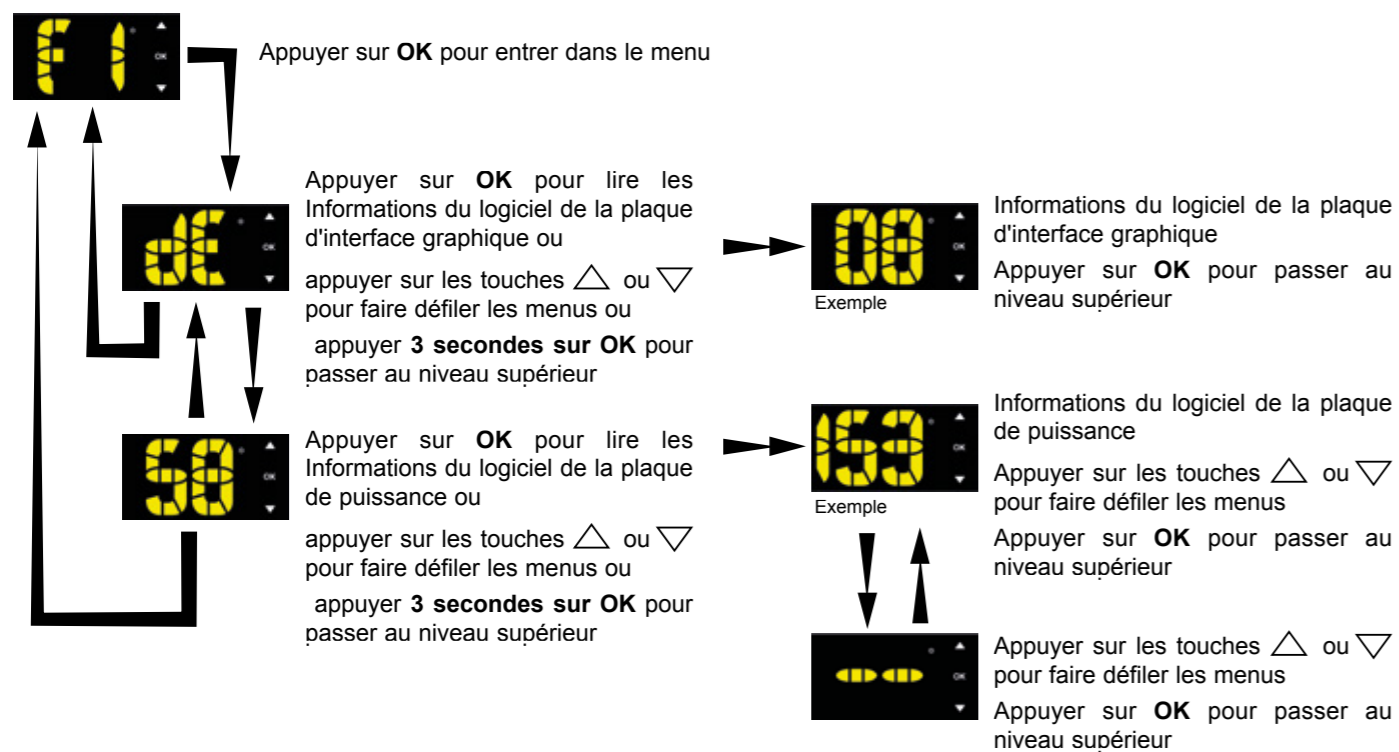 F 1
OK
Appuyer sur OK pour entrer dans le menu
dE
OK
Appuyer sur OK pour lire les
Informations du logiciel de la plaque
d'interface graphique ou
appuyer sur les touches △ ou ▽
pour faire défiler les menus ou
appuyer 3 secondes sur OK pour
passer au niveau supérieur
08
OK
Exemple
Informations du logiciel de la plaque
d'interface graphique
Appuyer sur OK pour passer au
niveau supérieur
50
OK
Appuyer sur OK pour lire les
Informations du logiciel de la plaque
de puissance ou
appuyer sur les touches △ ou ▽
pour faire défiler les menus ou
appuyer 3 secondes sur OK pour
passer au niveau supérieur
153
OK
Exemple
Informations du logiciel de la plaque
de puissance
Appuyer sur les touches △ ou ▽
pour faire défiler les menus
Appuyer sur OK pour passer au
niveau supérieur
--
OK
Appuyer sur les touches △ ou ▽
pour faire défiler les menus
Appuyer sur OK pour passer au
niveau supérieur